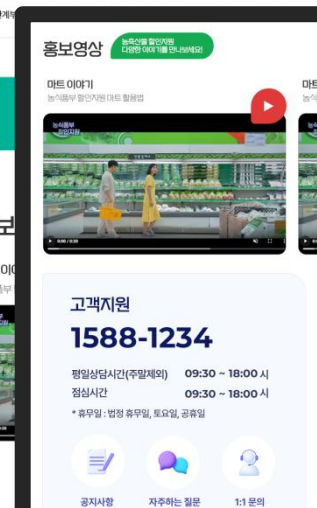 홍보영상
농축산물 할인지원
다양한 이야기를 만나보세요!
마트 이야기
농식품부 할인지원 마트 활용법
농식품부
할인지원
0:00 / 0:30
고객지원
1588-1234
평일상담시간(주말제외) 09:30 ~ 18:00 시
점심시간 09:30 ~ 18:00 시
* 휴무일 : 법정 휴무일, 토요일, 공휴일
공지사항 자주하는 질문 1:1 문의